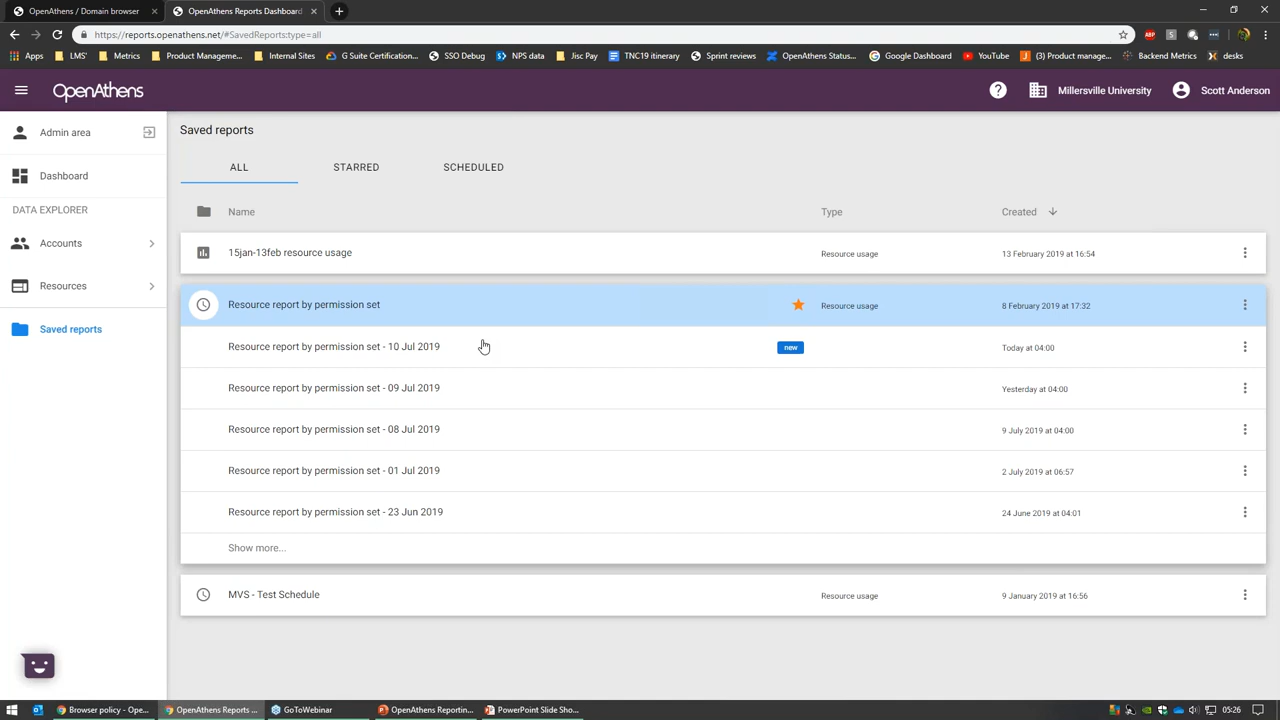 OpenAthens / Domain browser
OpenAthens Reports Dashboard
https://reports.openathens.net/#SavedReports:type=all
Apps LMS' Metrics Product Manageme... Internal Sites G Suite Certification... SSO Debug NPS data Jisc Pay TNC19 itinerary Sprint reviews OpenAthens Status... Google Dashboard YouTube (3) Product manage... Backend Metrics desks
OpenAthens
Millersville University
Scott Anderson
Admin area
Dashboard
DATA EXPLORER
Accounts
Resources
Saved reports
Saved reports
ALL STARRED SCHEDULED
Name Type Created
15jan-13feb resource usage Resource usage 13 February 2019 at 16:54
Resource report by permission set Resource usage 8 February 2019 at 17:32
Resource report by permission set - 10 Jul 2019 new Today at 04:00
Resource report by permission set - 09 Jul 2019 Yesterday at 04:00
Resource report by permission set - 08 Jul 2019 9 July 2019 at 04:00
Resource report by permission set - 01 Jul 2019 2 July 2019 at 06:57
Resource report by permission set - 23 Jun 2019 24 June 2019 at 04:01
Show more...
MVS - Test Schedule Resource usage 9 January 2019 at 16:56
Browser policy - Ope... OpenAthens Reports ... GoToWebinar OpenAthens Reportin... PowerPoint Slide Sho... 05:26